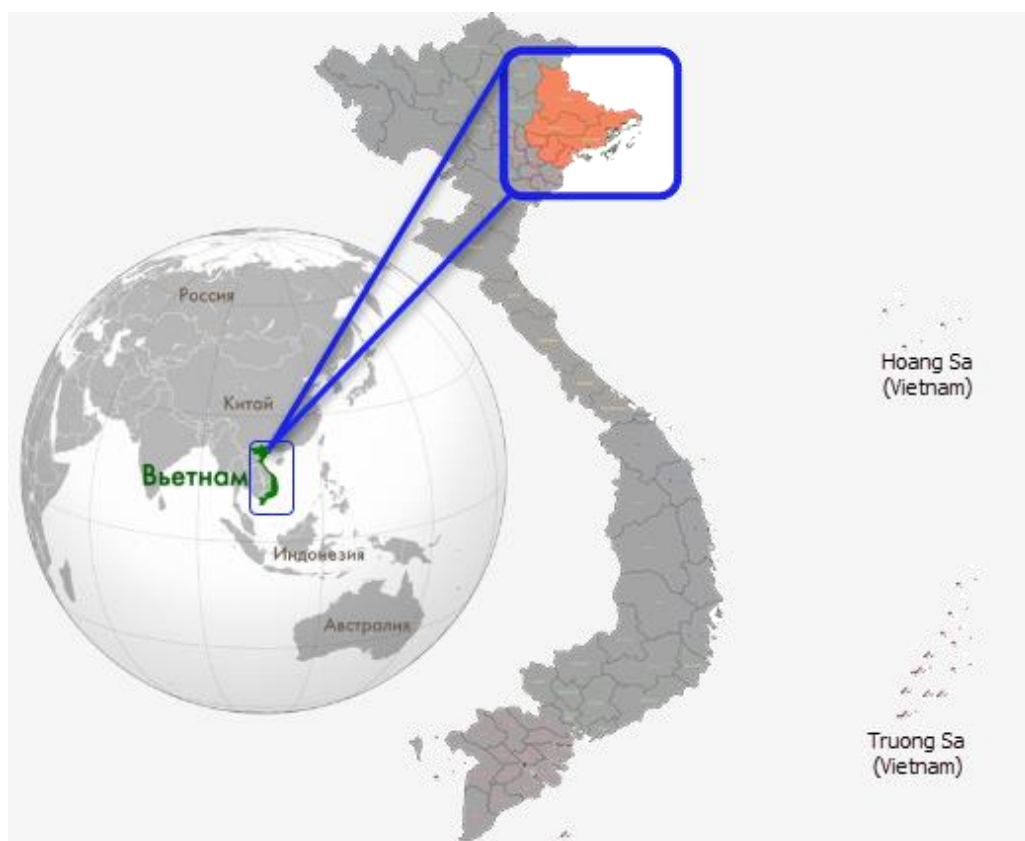 Россия
Китай
Вьетнам
Индонезия
Австралия
Hoang Sa
(Vietnam)
Truong Sa
(Vietnam)